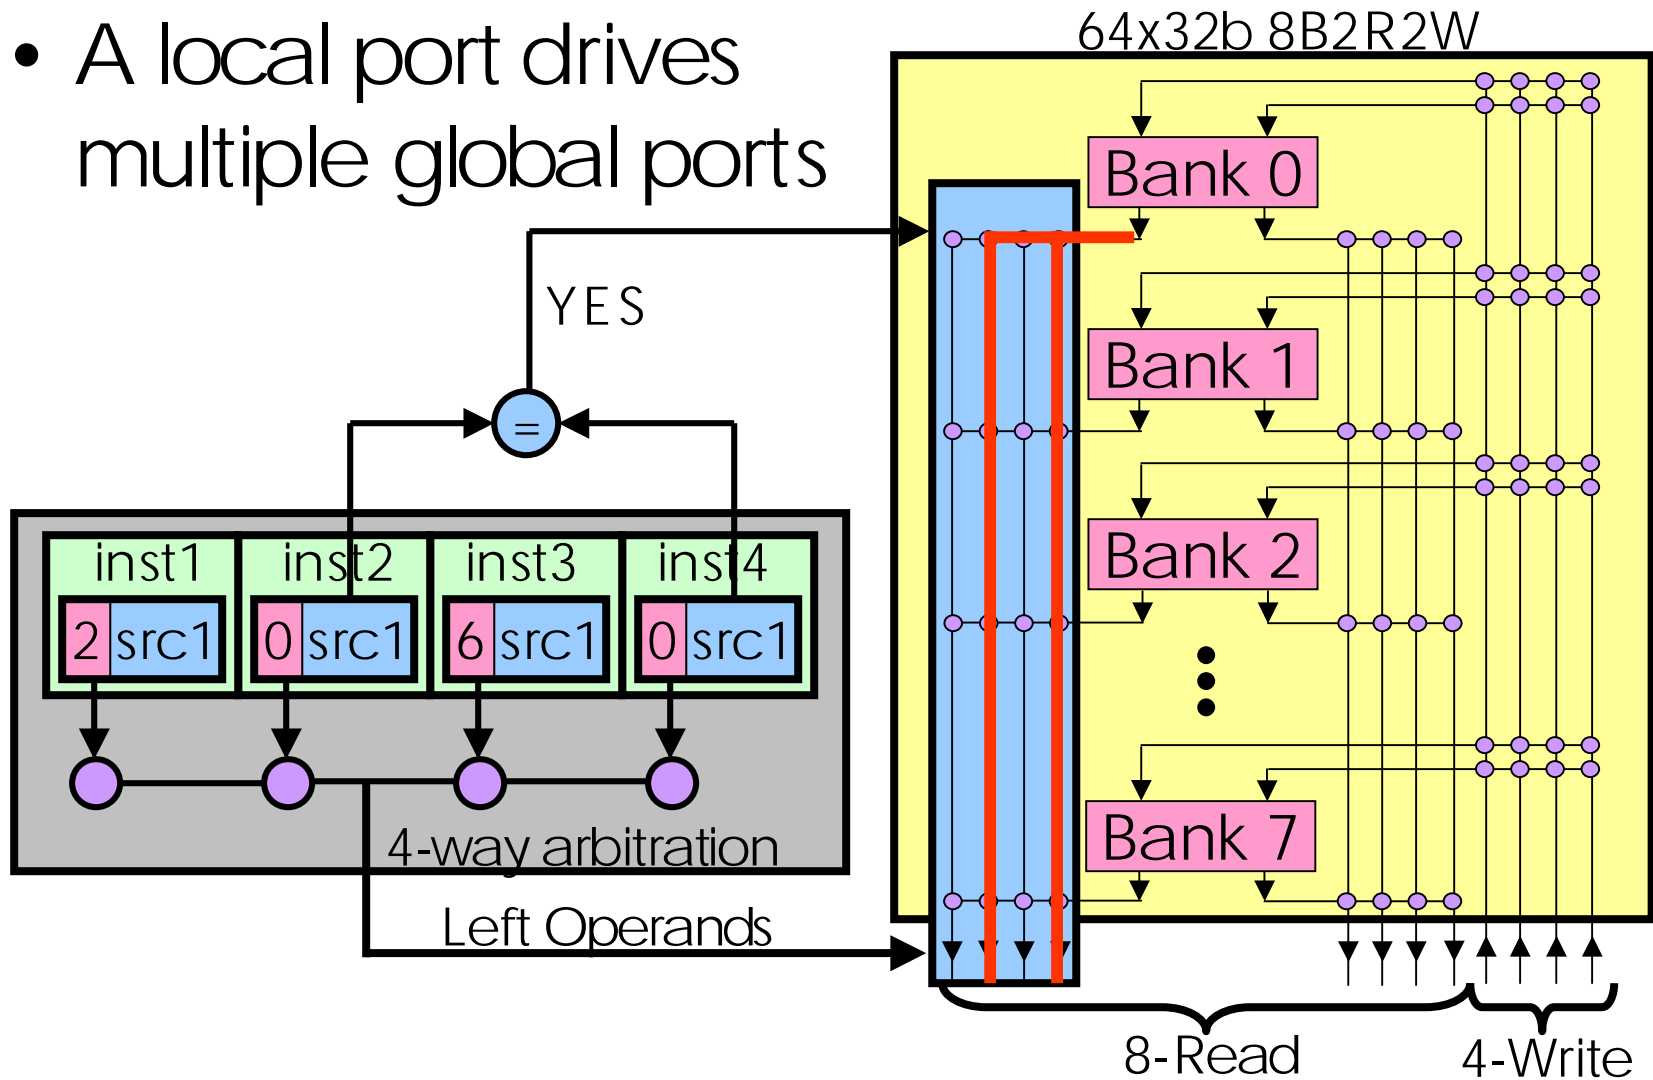 • A local port drives
multiple global ports
64x32b 8B2R2W
Bank 0
YES
Bank 1
=
Bank 2
inst1 inst2 inst3 inst4
2 src1 0 src1 6 src1 0 src1
4-way arbitration
Bank 7
Left Operands
8-Read 4-Write